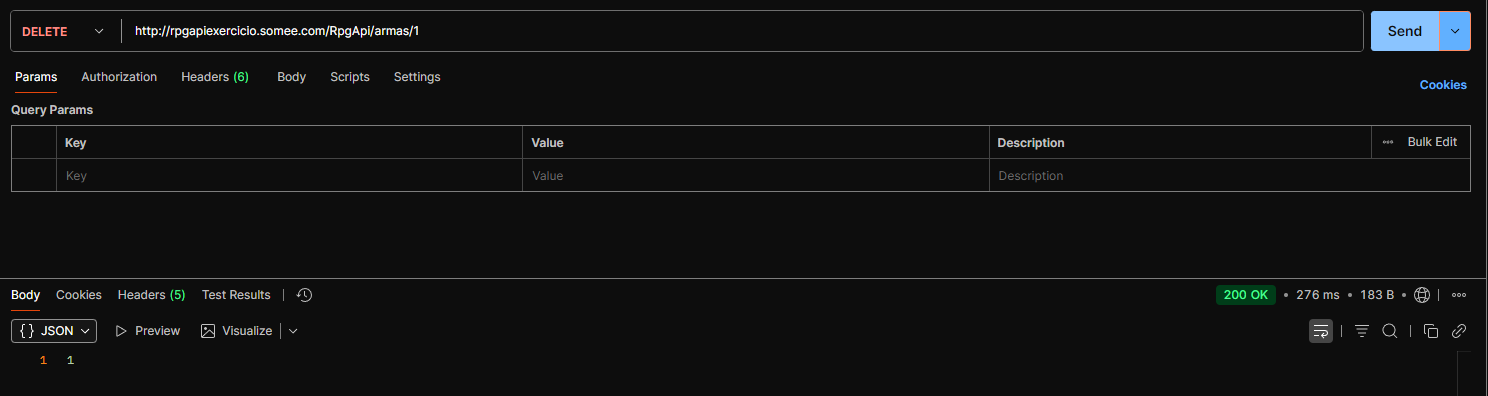 DELETE http://rpgapiexercicio.somee.com/RpgApi/armas/1 Send
Params Authorization Headers (6) Body Scripts Settings Cookies
Query Params
Key Value Description Bulk Edit
Key Value Description
Body Cookies Headers (5) Test Results 200 OK • 276 ms • 183 B •
{} JSON Preview Visualize
1 1